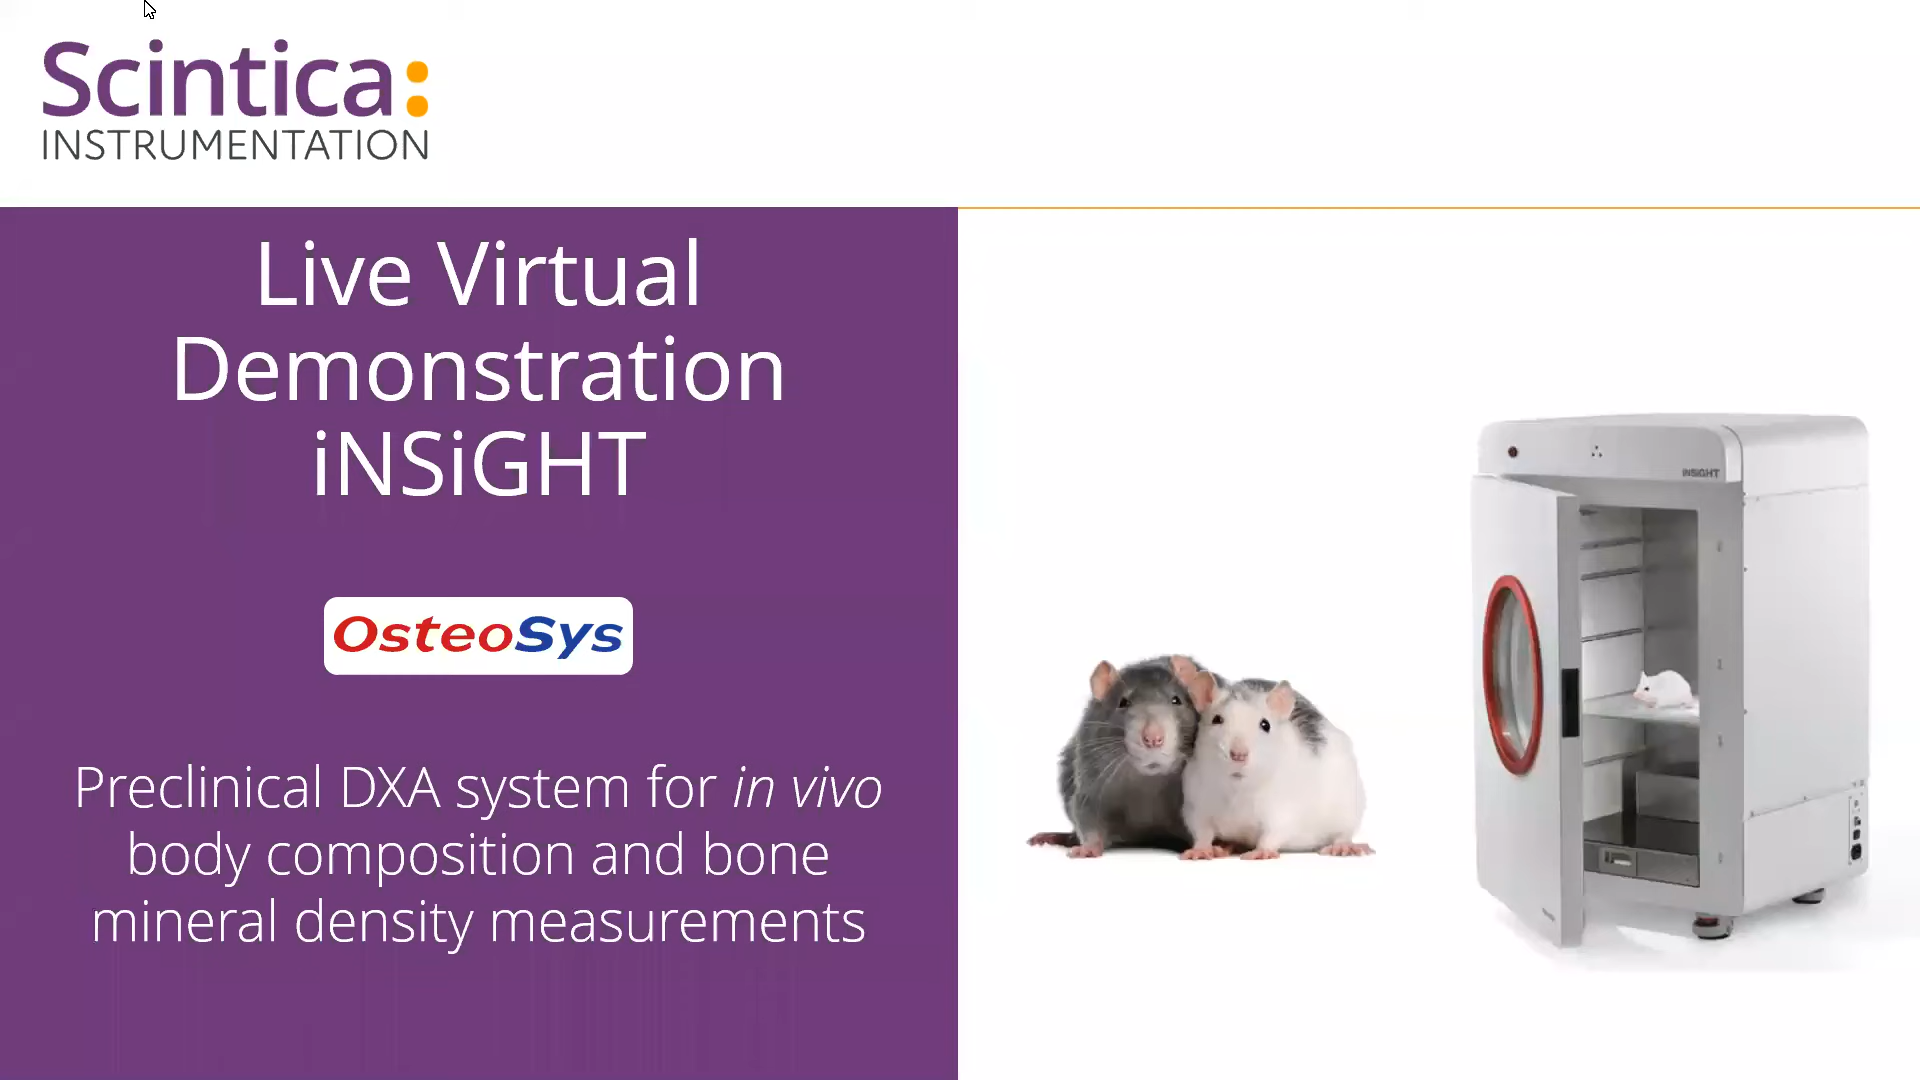 Scintica:
INSTRUMENTATION
Live Virtual
Demonstration
iNSiGHT
OsteoSys
Preclinical DXA system for in vivo
body composition and bone
mineral density measurements
iNSiGHT